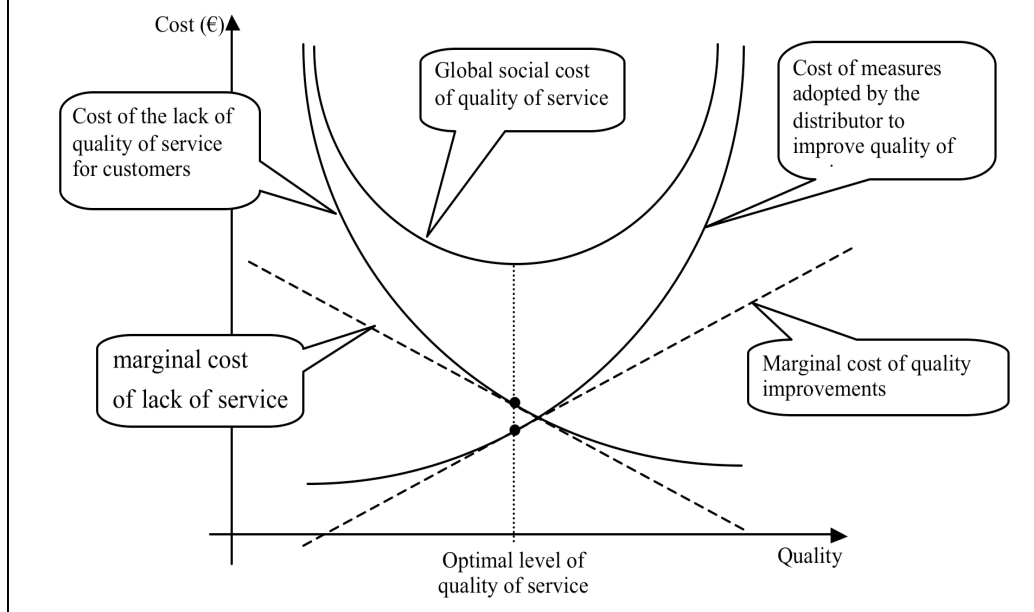 Cost (€)
Global social cost
of quality of service
Cost of measures
adopted by the
distributor to
improve quality of
Cost of the lack of
quality of service
for customers
marginal cost
of lack of service
Marginal cost of quality
improvements
Optimal level of
quality of service
Quality